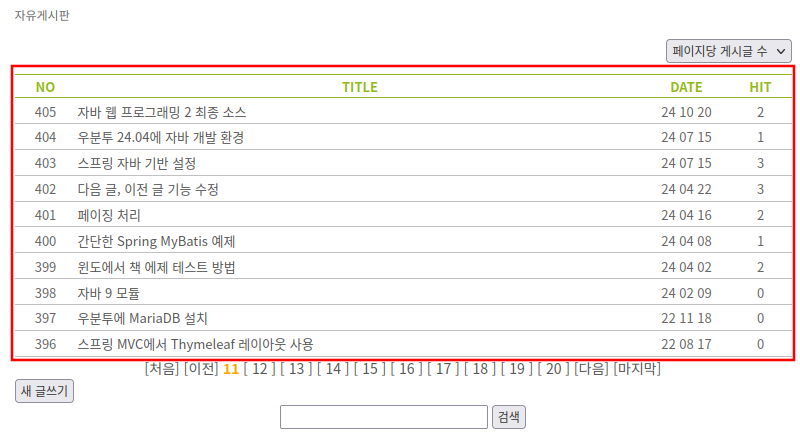 자유게시판
페이지당 게시글 수
NO TITLE DATE HIT
405 자바 웹 프로그래밍 2 최종 소스 24 10 20 2
404 우분투 24.04에 자바 개발 환경 24 07 15 1
403 스프링 자바 기반 설정 24 07 15 3
402 다음 글, 이전 글 기능 수정 24 04 22 3
401 페이징 처리 24 04 16 2
400 간단한 Spring MyBatis 예제 24 04 08 1
399 윈도에서 책 에제 테스트 방법 24 04 02 2
398 자바 9 모듈 24 02 09 0
397 우분투에 MariaDB 설치 22 11 18 0
396 스프링 MVC에서 Thymeleaf 레이아웃 사용 22 08 17 0
[처음] [이전] 11 [ 12 ] [ 13 ] [ 14 ] [ 15 ] [ 16 ] [ 17 ] [ 18 ] [ 19 ] [ 20 ] [다음] [마지막]
새 글쓰기
검색